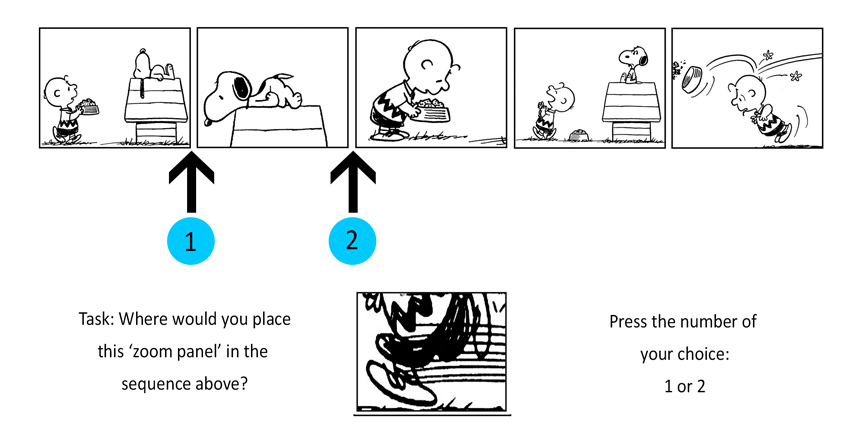 1
2
Task: Where would you place
this ‘zoom panel’ in the
sequence above?
Press the number of
your choice:
1 or 2